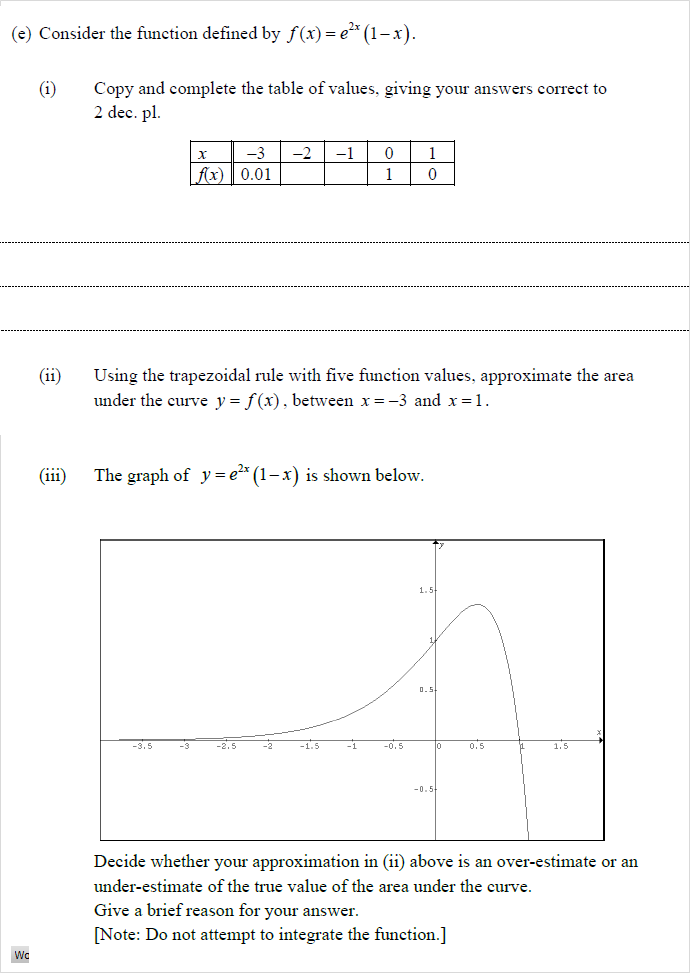 (e) Consider the function defined by f(x) = e²ˣ (1 − x).
(i) Copy and complete the table of values, giving your answers correct to
2 dec. pl.
x −3 −2 −1 0 1
f(x) 0.01 1 0
(ii) Using the trapezoidal rule with five function values, approximate the area
under the curve y = f(x), between x = −3 and x = 1.
(iii) The graph of y = e²ˣ (1 − x) is shown below.
y
1.5
1
0.5
x
-3.5 -3 -2.5 -2 -1.5 -1 -0.5 0 0.5 1 1.5
-0.5
Decide whether your approximation in (ii) above is an over-estimate or an
under-estimate of the true value of the area under the curve.
Give a brief reason for your answer.
[Note: Do not attempt to integrate the function.]
Wo